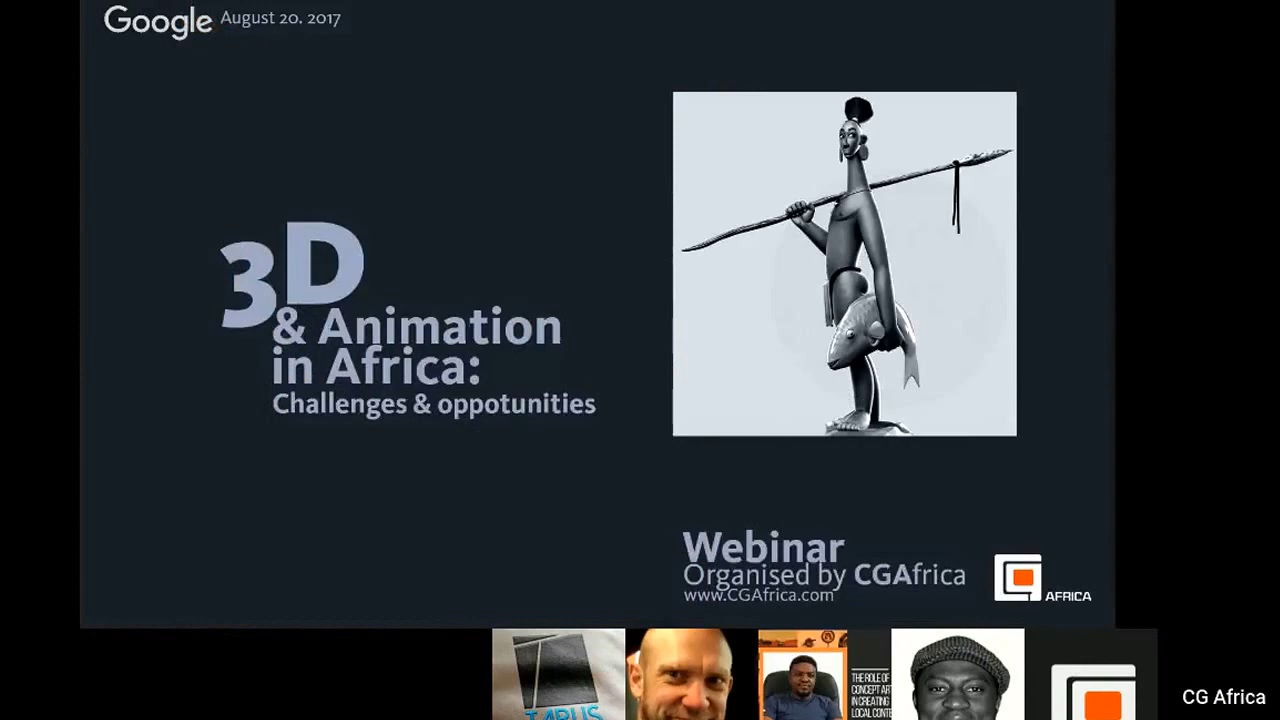 Google August 20. 2017
3D
& Animation
in Africa:
Challenges & oppotunities
Webinar
Organised by CGAfrica
www.CGAfrica.com
AFRICA
THE ROLE OF
CONCEPT AR
IN CREATING
LOCAL CONTE
CG Africa